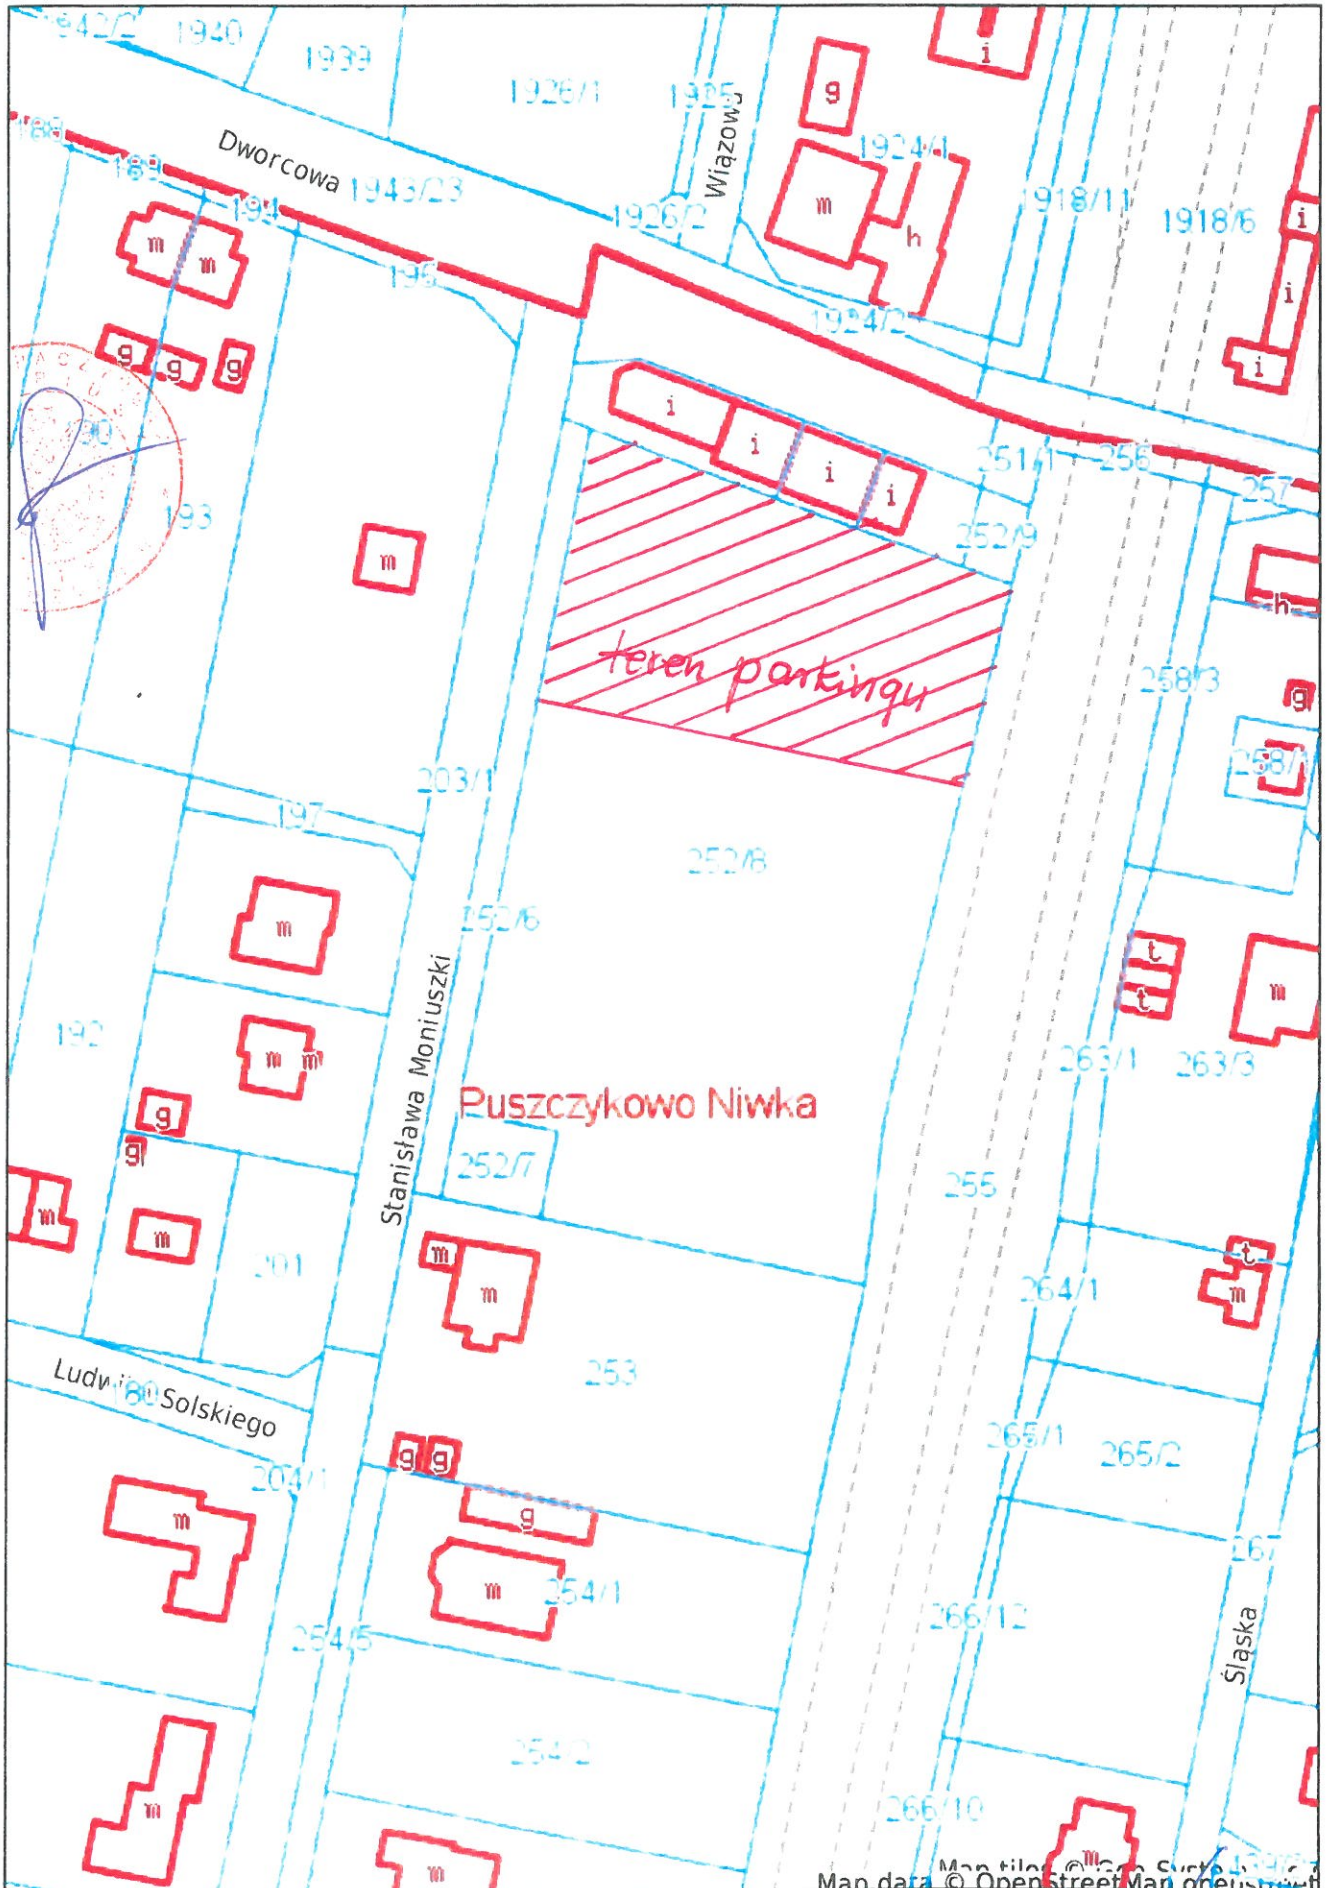 942/2
1940
1939
1926/1
1925
g
i
188
Dworcowa
1943/23
Wiązowa
1924/1
189
194
1926/2
m
h
1918/11
1918/6
i
m
m
195
1924/2
i
g
g
g
i
i
i
i
i
190
251/1
256
257
193
252/9
m
h
teren parkingu
258/3
g
203/1
258/1
197
252/8
m
252/6
t
t
m
Stanisława Moniuszki
192
m
m
263/1
263/3
g
Puszczykowo Niwka
g
252/7
255
m
m
m
t
201
m
264/1
m
253
Solskiego
180
265/1
265/2
g
g
204/1
m
g
267
m
254/1
266/12
254/5
Śląska
254/2
m
266/10
m
m
Map data © OpenStreetMap